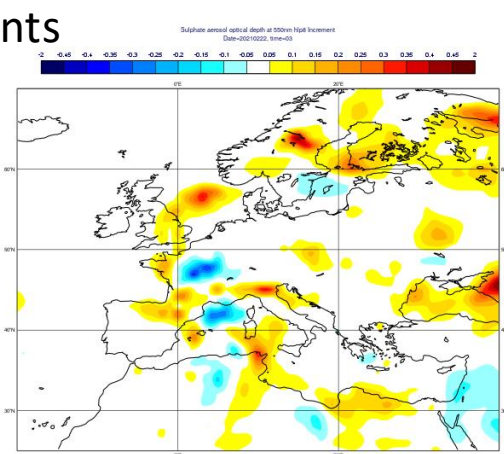 nts
Sulphate aerosol optical depth at 550nm hlp8 Increment
Date=20210222, time=03
-2 -0.45 -0.4 -0.35 -0.3 -0.25 -0.2 -0.15 -0.1 -0.05 0.05 0.1 0.15 0.2 0.25 0.3 0.35 0.4 0.45 2
0°E 20°E
60°N
50°N
40°N
30°N